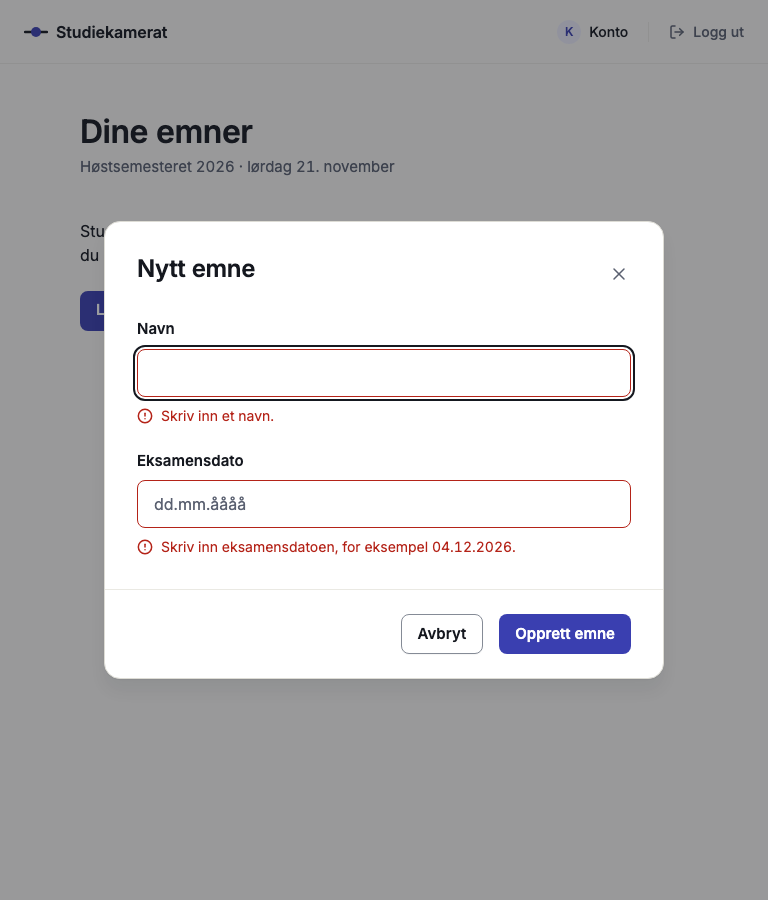 Studiekamerat
K Konto
Logg ut
Dine emner
Høstsemesteret 2026 · lørdag 21. november
du
Nytt emne
Navn
Skriv inn et navn.
Eksamensdato
dd.mm.åååå
Skriv inn eksamensdatoen, for eksempel 04.12.2026.
Avbryt
Opprett emne